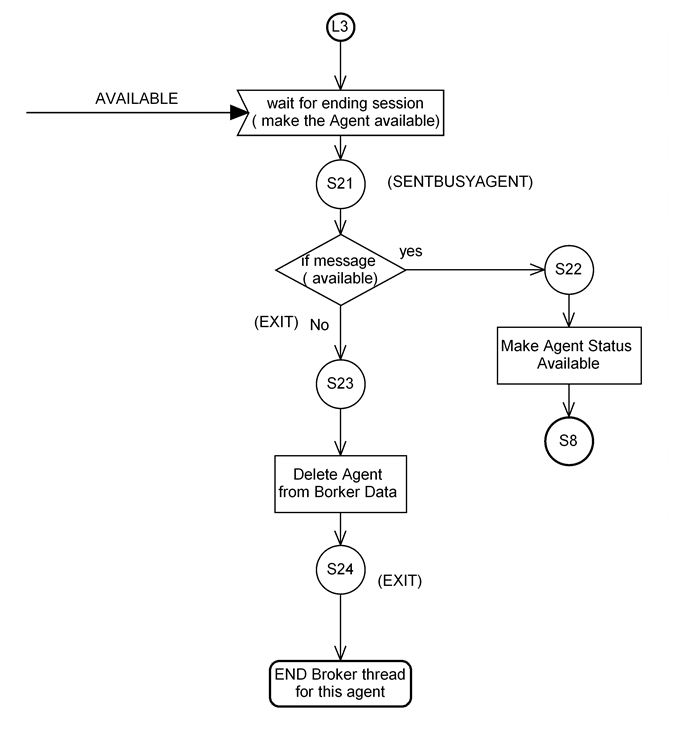 L3
AVAILABLE
wait for ending session
( make the Agent available)
S21
(SENTBUSYAGENT)
if message
( available)
yes
S22
(EXIT) No
Make Agent Status
Available
S23
S8
Delete Agent
from Borker Data
S24
(EXIT)
END Broker thread
for this agent